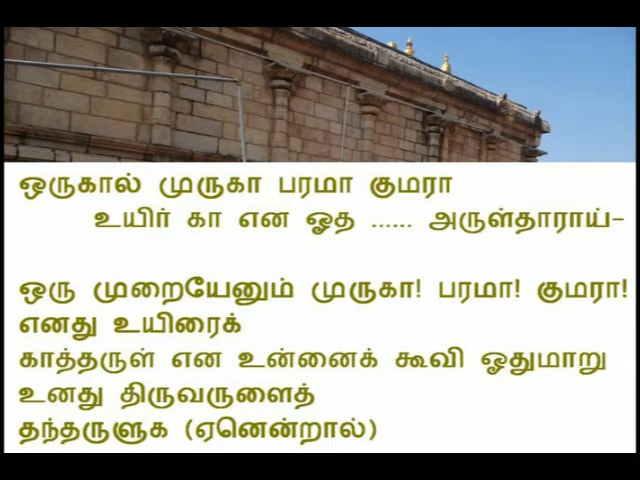 ஒருகால் முருகா பரமா குமரா
உயிர் கா என ஓத ...... அருள்தாராய்-
ஒரு முறையேனும் முருகா! பரமா! குமரா!
எனது உயிரைக்
காத்தருள் என உன்னைக் கூவி ஓதுமாறு
உனது திருவருளைத்
தந்தருளுக (ஏனென்றால்)